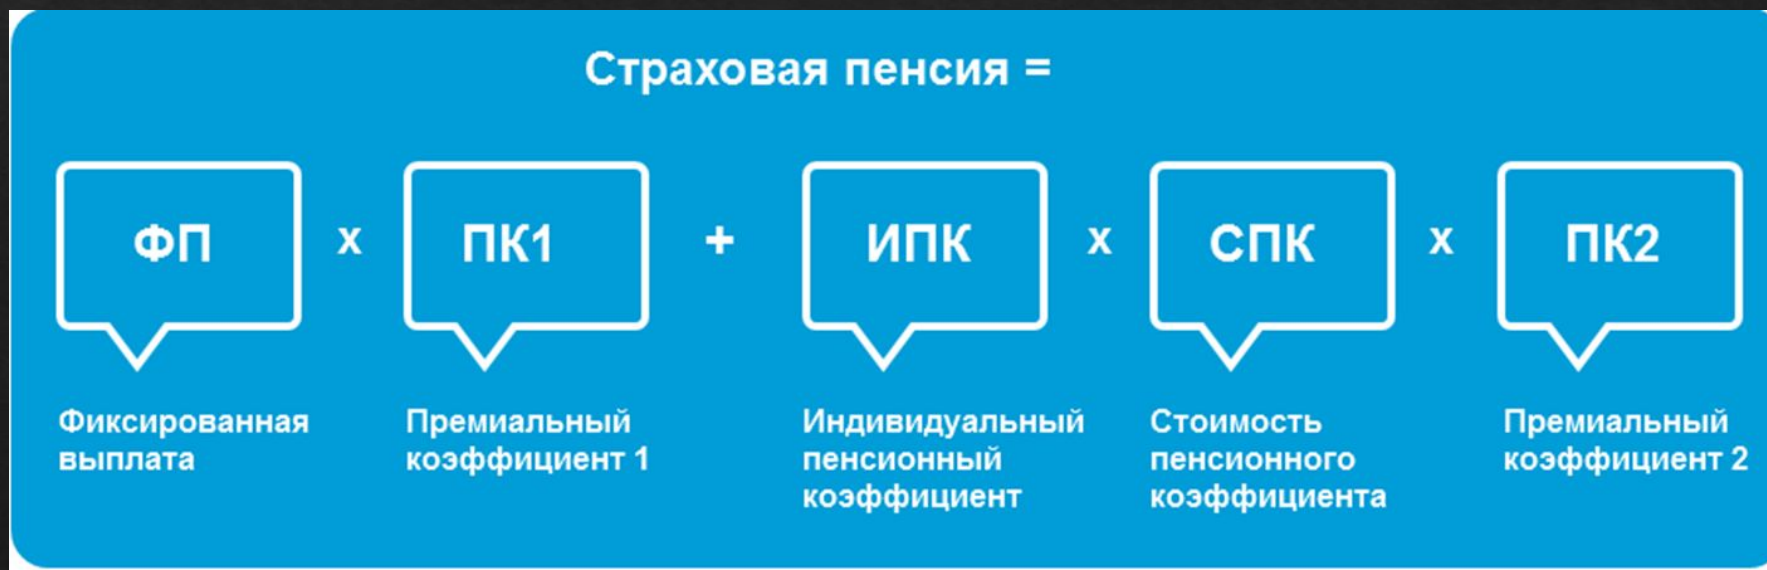 Страховая пенсия =
ФП x ПК1 + ИПК x СПК x ПК2
Фиксированная
выплата
Премиальный
коэффициент 1
Индивидуальный
пенсионный
коэффициент
Стоимость
пенсионного
коэффициента
Премиальный
коэффициент 2